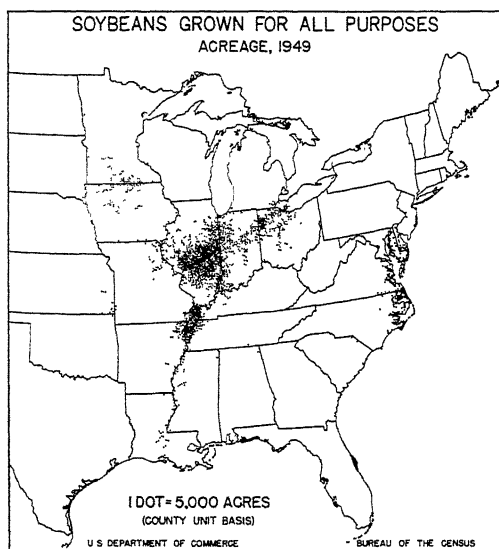 SOYBEANS GROWN FOR ALL PURPOSES
ACREAGE, 1949
1 DOT = 5,000 ACRES
(COUNTY UNIT BASIS)
U S DEPARTMENT OF COMMERCE - BUREAU OF THE CENSUS